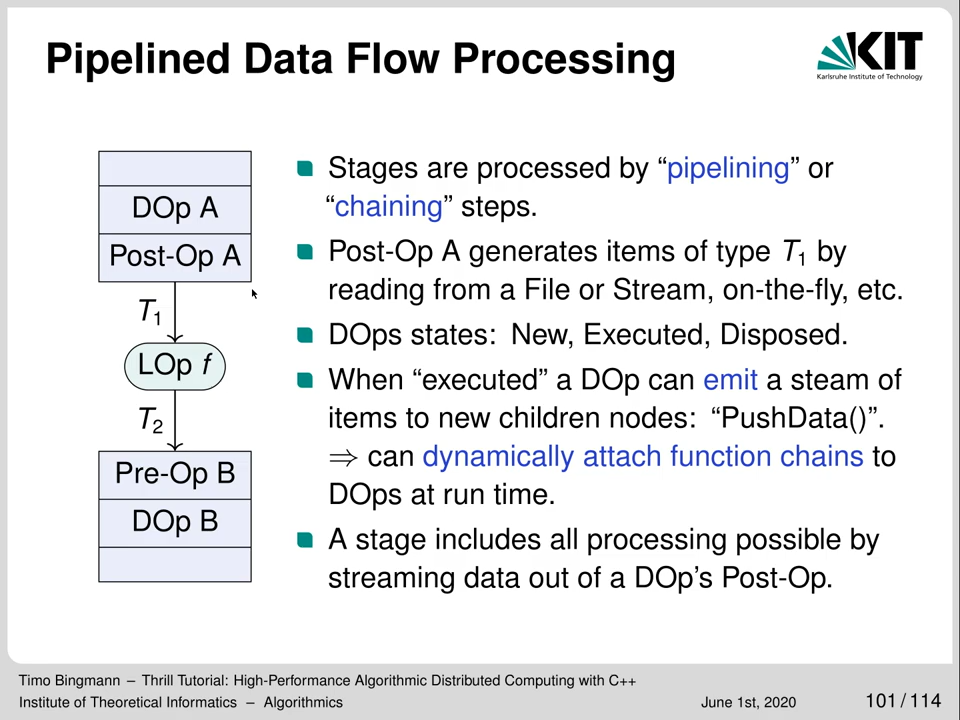 Pipelined Data Flow Processing
KIT
Karlsruhe Institute of Technology
DOp A
Post-Op A
T₁
LOp f
T₂
Pre-Op B
DOp B
Stages are processed by “pipelining” or
“chaining” steps.
Post-Op A generates items of type T₁ by
reading from a File or Stream, on-the-fly, etc.
DOps states: New, Executed, Disposed.
When “executed” a DOp can emit a steam of
items to new children nodes: “PushData()”.
⇒ can dynamically attach function chains to
DOps at run time.
A stage includes all processing possible by
streaming data out of a DOp’s Post-Op.
Timo Bingmann – Thrill Tutorial: High-Performance Algorithmic Distributed Computing with C++
Institute of Theoretical Informatics – Algorithmics
June 1st, 2020
101 / 114